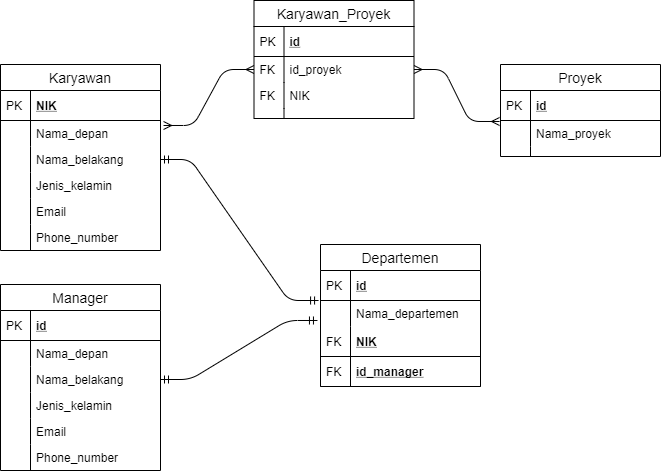 Karyawan_Proyek
PK id
FK id_proyek
FK NIK
Karyawan
PK NIK
Nama_depan
Nama_belakang
Jenis_kelamin
Email
Phone_number
Proyek
PK id
Nama_proyek
Departemen
PK id
Nama_departemen
FK NIK
FK id_manager
Manager
PK id
Nama_depan
Nama_belakang
Jenis_kelamin
Email
Phone_number